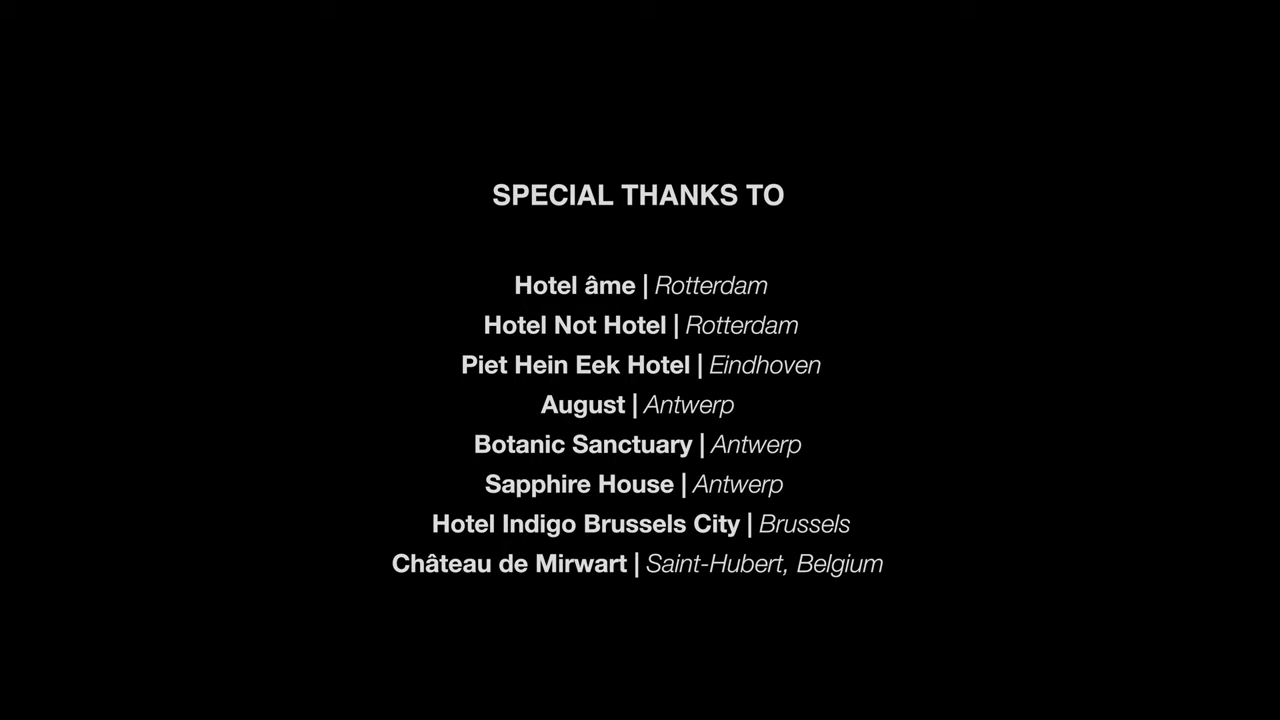 SPECIAL THANKS TO
Hotel âme | Rotterdam
Hotel Not Hotel | Rotterdam
Piet Hein Eek Hotel | Eindhoven
August | Antwerp
Botanic Sanctuary | Antwerp
Sapphire House | Antwerp
Hotel Indigo Brussels City | Brussels
Château de Mirwart | Saint-Hubert, Belgium